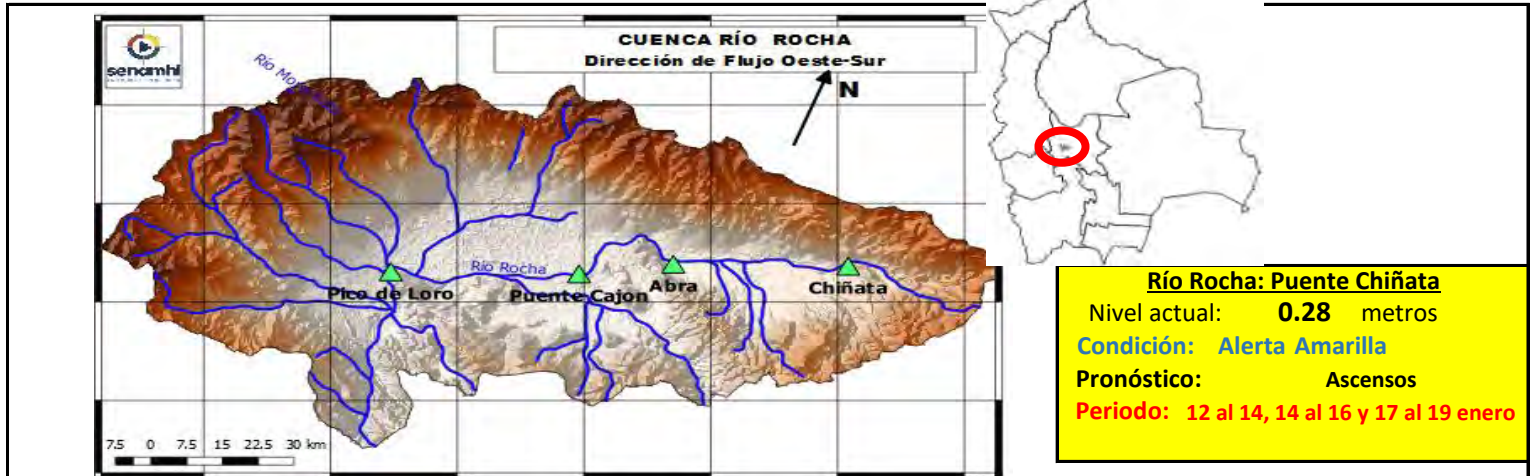 senamhi
CUENCA RÍO ROCHA
Dirección de Flujo Oeste-Sur
N
Río Rocha
Pico de Loro
Puente Cajon
Abra
Chiñata
7.5 0 7.5 15 22.5 30 km
Río Rocha: Puente Chiñata
Nivel actual: 0.28 metros
Condición: Alerta Amarilla
Pronóstico: Ascensos
Periodo: 12 al 14, 14 al 16 y 17 al 19 enero